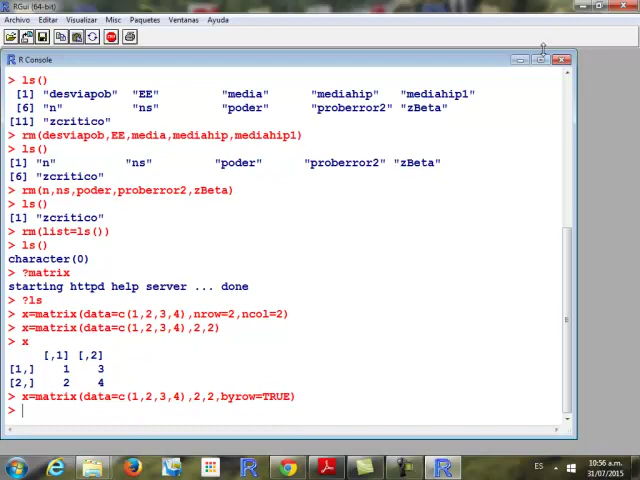 RGui (64-bit)
Archivo Editar Visualizar Misc Paquetes Ventanas Ayuda
STOP
R Console
> ls()
[1] "desviapob" "EE" "media" "mediahip" "mediahip1"
[6] "n" "ns" "poder" "proberror2" "zBeta"
[11] "zcritico"
> rm(desviapob,EE,media,mediahip,mediahip1)
> ls()
[1] "n" "ns" "poder" "proberror2" "zBeta"
[6] "zcritico"
> rm(n,ns,poder,proberror2,zBeta)
> ls()
[1] "zcritico"
> rm(list=ls())
> ls()
character(0)
> ?matrix
starting httpd help server ... done
> ?ls
> x=matrix(data=c(1,2,3,4),nrow=2,ncol=2)
> x=matrix(data=c(1,2,3,4),2,2)
> x
[,1] [,2]
[1,] 1 3
[2,] 2 4
> x=matrix(data=c(1,2,3,4),2,2,byrow=TRUE)
>
ES
10:56 a.m.
31/07/2015